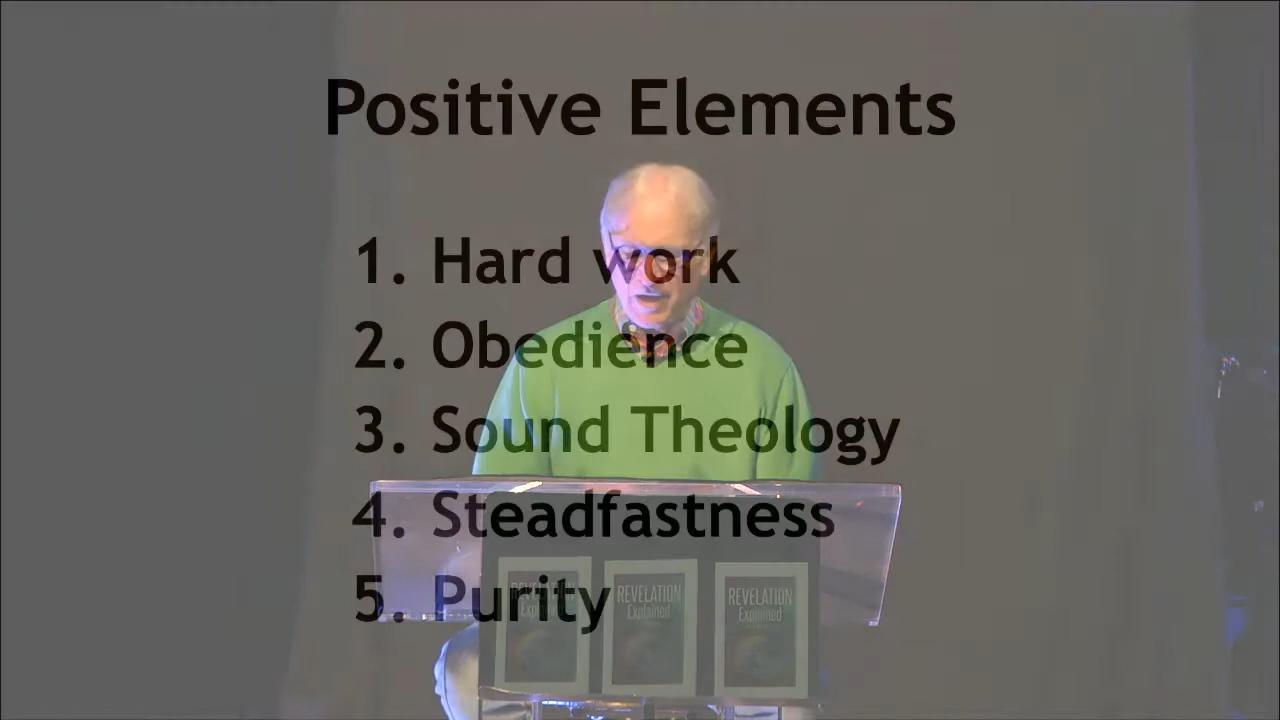 Positive Elements
1. Hard work
2. Obedience
3. Sound Theology
4. Steadfastness
5. Purity
REVELATION
Explained
REVELATION
Explained